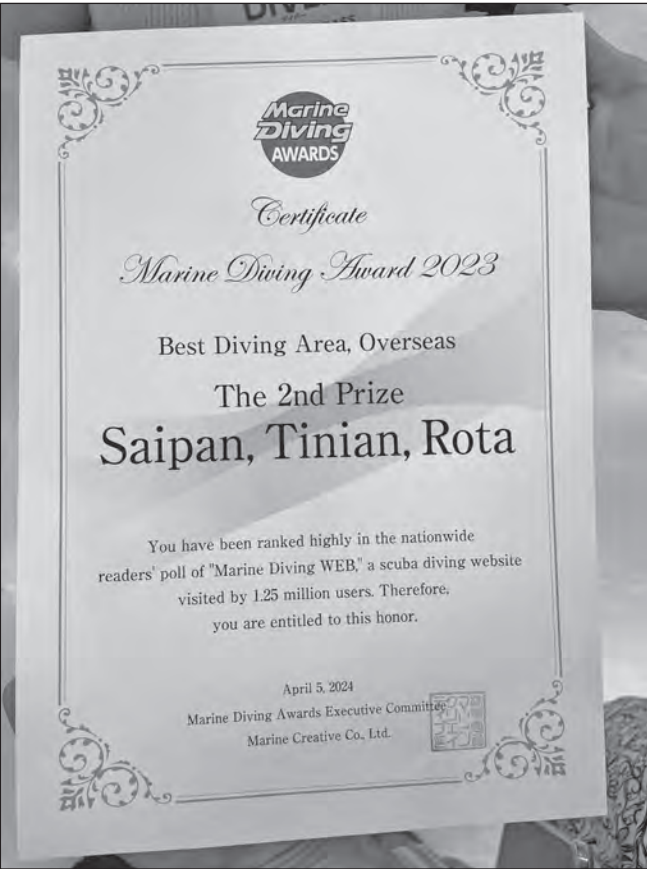 Marine
Diving
AWARDS
Certificate
Marine Diving Award 2023
Best Diving Area, Overseas
The 2nd Prize
Saipan, Tinian, Rota
You have been ranked highly in the nationwide
readers' poll of "Marine Diving WEB," a scuba diving website
visited by 1.25 million users. Therefore,
you are entitled to this honor.
April 5, 2024
Marine Diving Awards Executive Committee
Marine Creative Co., Ltd.